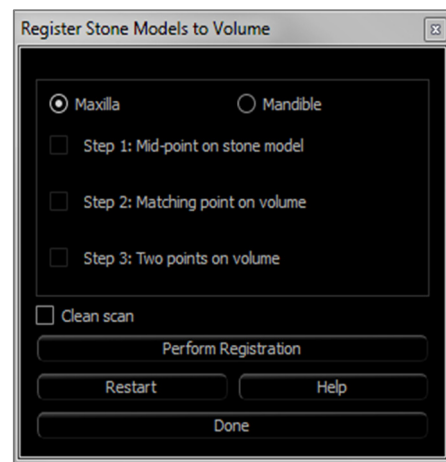 Register Stone Models to Volume
Maxilla Mandible
Step 1: Mid-point on stone model
Step 2: Matching point on volume
Step 3: Two points on volume
Clean scan
Perform Registration
Restart Help
Done